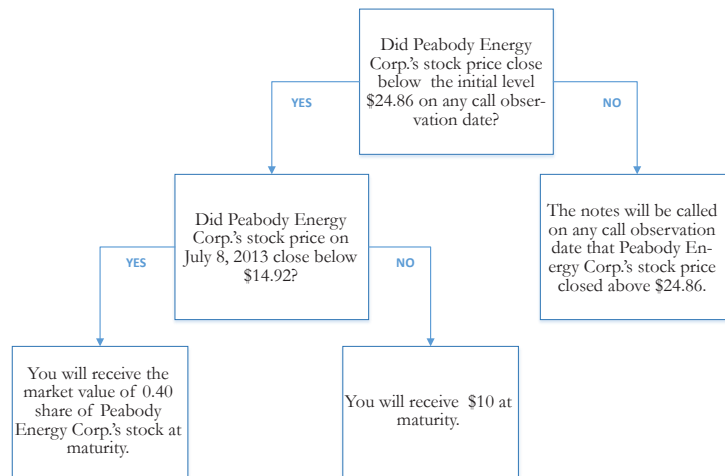 Did Peabody Energy
Corp.'s stock price close
below the initial level
$24.86 on any call obser-
vation date?
YES
NO
Did Peabody Energy
Corp.'s stock price on
July 8, 2013 close below
$14.92?
The notes will be called
on any call observation
date that Peabody En-
ergy Corp.'s stock price
closed above $24.86.
YES
NO
You will receive the
market value of 0.40
share of Peabody
Energy Corp.'s stock at
maturity.
You will receive $10 at
maturity.